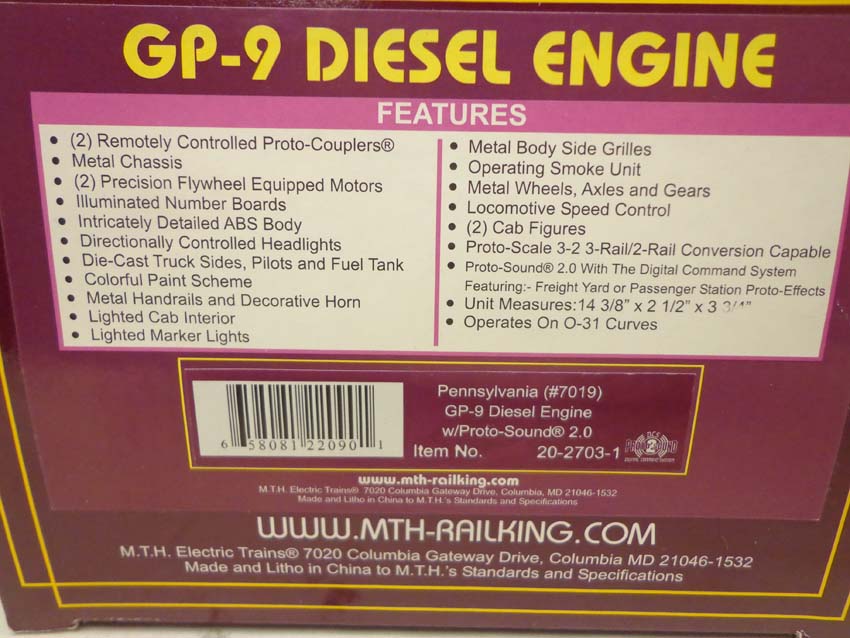 GP-9 DIESEL ENGINE
FEATURES
• (2) Remotely Controlled Proto-Couplers®
• Metal Chassis
• (2) Precision Flywheel Equipped Motors
• Illuminated Number Boards
• Intricately Detailed ABS Body
• Directionally Controlled Headlights
• Die-Cast Truck Sides, Pilots and Fuel Tank
• Colorful Paint Scheme
• Metal Handrails and Decorative Horn
• Lighted Cab Interior
• Lighted Marker Lights
• Metal Body Side Grilles
• Operating Smoke Unit
• Metal Wheels, Axles and Gears
• Locomotive Speed Control
• (2) Cab Figures
• Proto-Scale 3-2 3-Rail/2-Rail Conversion Capable
• Proto-Sound® 2.0 With The Digital Command System
Featuring:- Freight Yard or Passenger Station Proto-Effects
• Unit Measures:14 3/8” x 2 1/2” x 3 3/4”
• Operates On O-31 Curves
6 58081 22090 1
Pennsylvania (#7019)
GP-9 Diesel Engine
w/Proto-Sound® 2.0
Item No. 20-2703-1
DCS
PROTO 2 SOUND
www.mth-railking.com
M.T.H. Electric Trains® 7020 Columbia Gateway Drive, Columbia, MD 21046-1532
Made and Litho in China to M.T.H.'s Standards and Specifications
WWW.MTH-RAILKING.COM
M.T.H. Electric Trains® 7020 Columbia Gateway Drive, Columbia MD 21046-1532
Made and Litho in China to M.T.H.'s Standards and Specifications